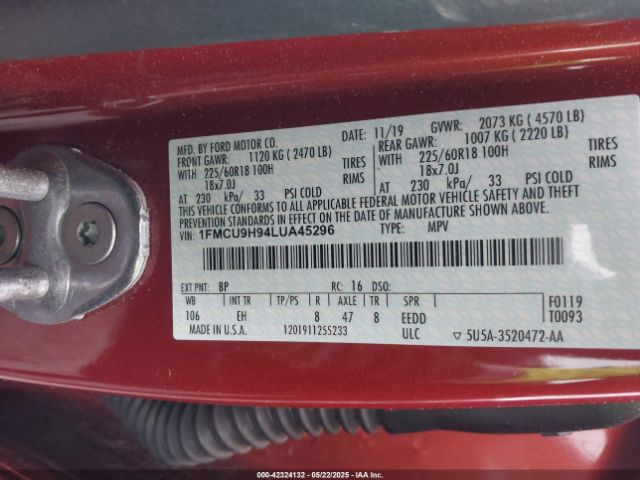 MFD. BY FORD MOTOR CO. DATE: 11/19 GVWR: 2073 KG ( 4570 LB)
FRONT GAWR: 1120 KG ( 2470 LB) REAR GAWR: 1007 KG ( 2220 LB)
WITH 225/60R18 100H TIRES WITH 225/60R18 100H TIRES
18x7.0J RIMS 18x7.0J RIMS
AT 230 kPa/ 33 PSI COLD AT 230 kPa/ 33 PSI COLD
THIS VEHICLE CONFORMS TO ALL APPLICABLE FEDERAL MOTOR VEHICLE SAFETY AND THEFT
PREVENTION STANDARDS IN EFFECT ON THE DATE OF MANUFACTURE SHOWN ABOVE.
VIN: 1FMCU9H94LUA45296 TYPE: MPV
EXT PNT: BP RC: 16 DSO:
WB INT TR TP/PS R AXLE TR SPR F0119
106 EH 8 47 8 EEDD T0093
MADE IN U.S.A. 1201911255233 ULC ▽ 5U5A-3520472-AA
000-42324132 - 05/22/2025 - IAA, Inc.